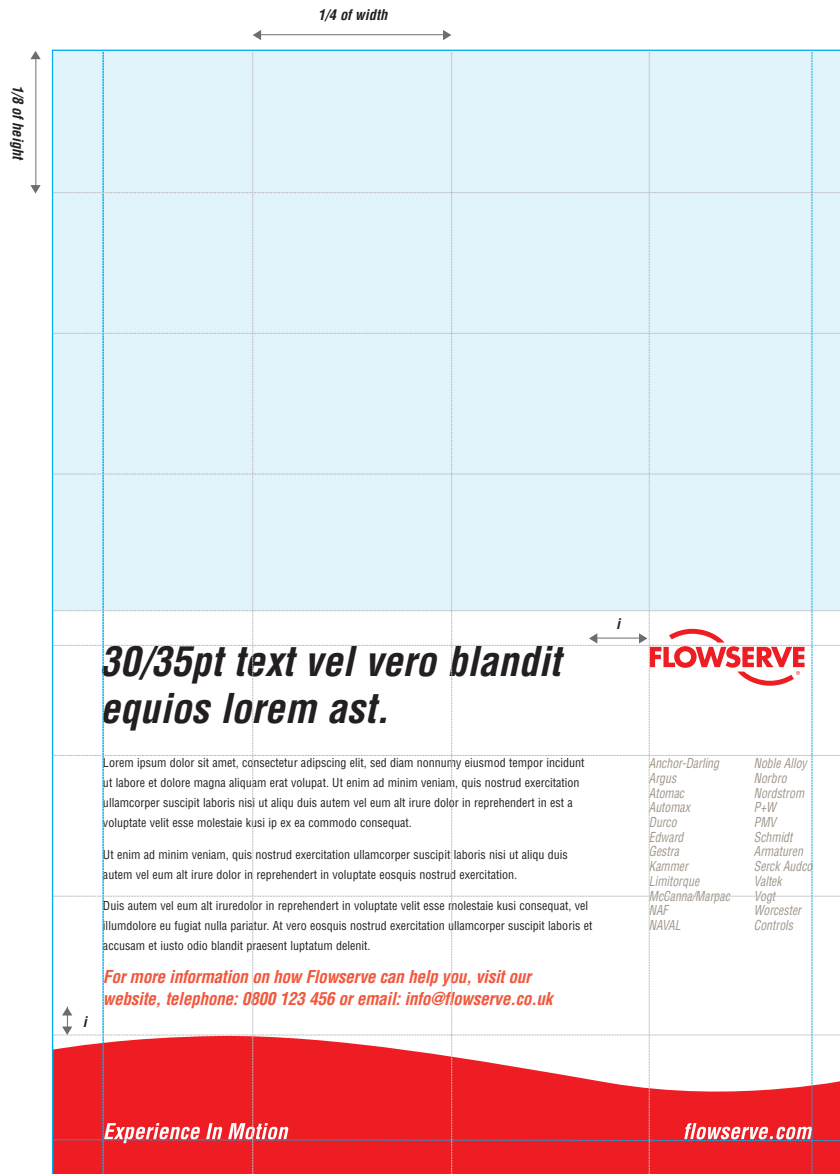 1/4 of width
1/8 of height
i
FLOWSERVE
®
30/35pt text vel vero blandit
equios lorem ast.
Lorem ipsum dolor sit amet, consectetur adipscing elit, sed diam nonnumy eiusmod tempor incidunt
ut labore et dolore magna aliquam erat volupat. Ut enim ad minim veniam, quis nostrud exercitation
ullamcorper suscipit laboris nisi ut aliqu duis autem vel eum alt irure dolor in reprehendert in est a
voluptate velit esse molestaie kusi ip ex ea commodo consequat.
Ut enim ad minim veniam, quis nostrud exercitation ullamcorper suscipit laboris nisi ut aliqu duis
autem vel eum alt irure dolor in reprehendert in voluptate eosquis nostrud exercitation.
Duis autem vel eum alt iruredolor in reprehendert in voluptate velit esse molestaie kusi consequat, vel
illumdolore eu fugiat nulla pariatur. At vero eosquis nostrud exercitation ullamcorper suscipit laboris et
accusam et iusto odio blandit praesent luptatum delenit.
For more information on how Flowserve can help you, visit our
website, telephone: 0800 123 456 or email: info@flowserve.co.uk
Anchor-Darling
Argus
Atomac
Automax
Durco
Edward
Gestra
Kammer
Limitorque
McCanna/Marpac
NAF
NAVAL
Noble Alloy
Norbro
Nordstrom
P+W
PMV
Schmidt
Armaturen
Serck Audco
Valtek
Vogt
Worcester
Controls
i
Experience In Motion
flowserve.com